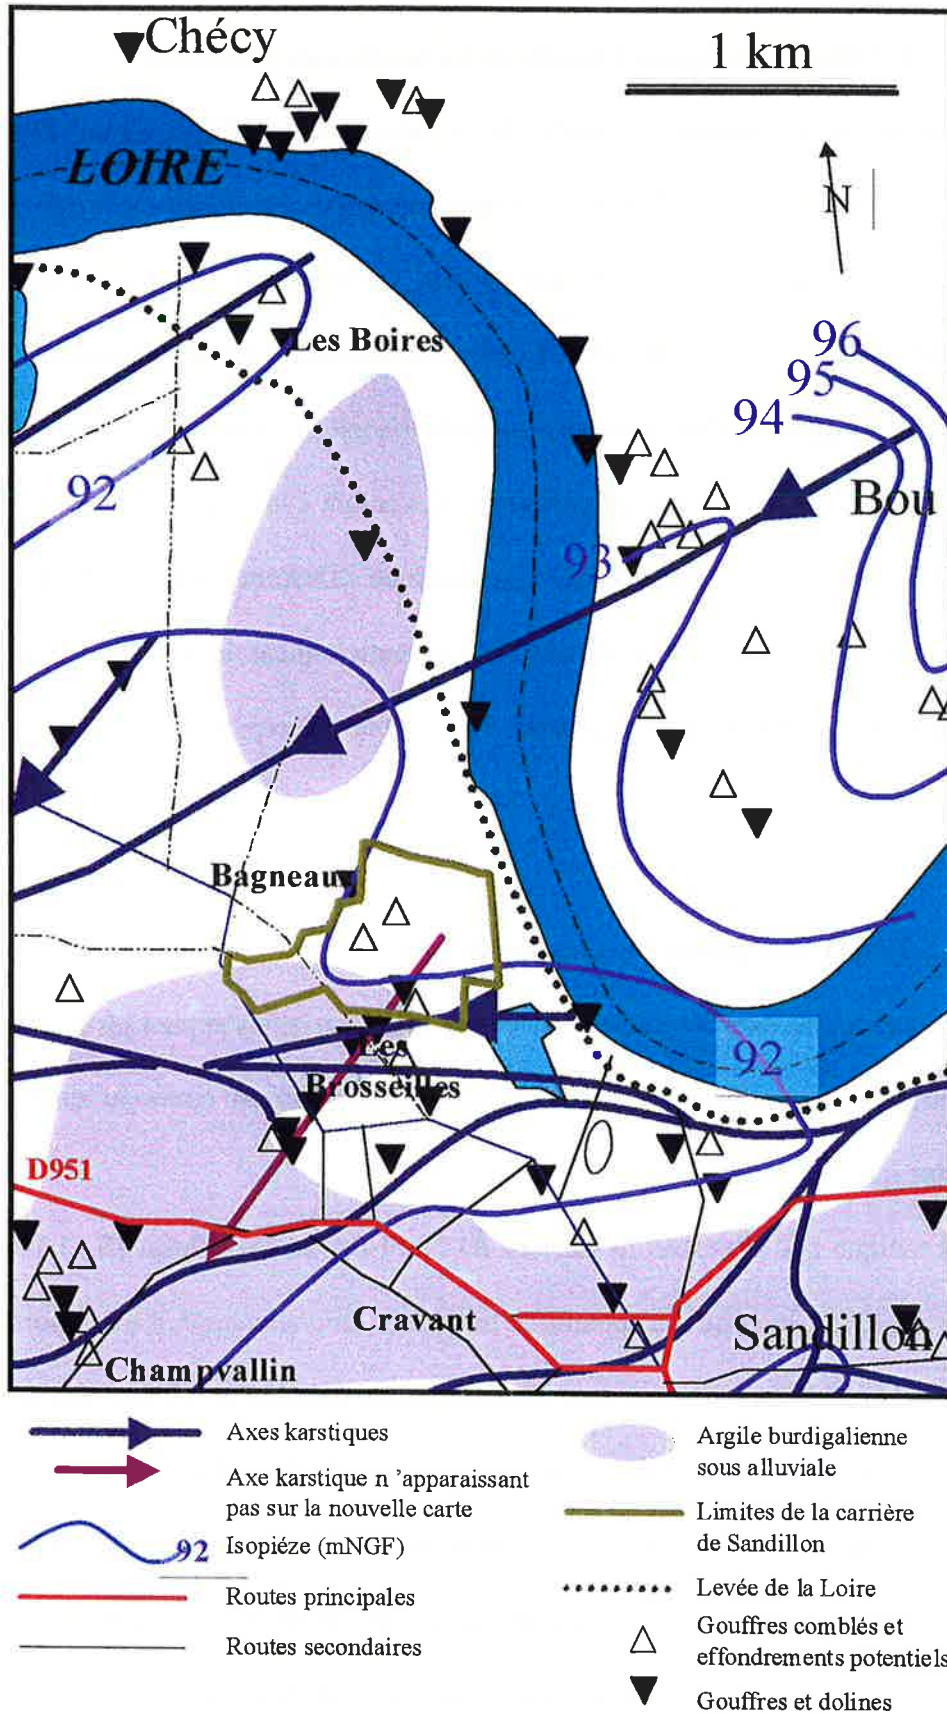 Chécy
1 km
LOIRE
N
Les Boires
96
95
94
92
Bou
93
Bagneaux
Les
Brosseilles
92
D951
Cravant
Sandillon
Champvallin
Axes karstiques
Axe karstique n 'apparaissant
pas sur la nouvelle carte
92 Isopiéze (mNGF)
Routes principales
Routes secondaires
Argile burdigalienne
sous alluviale
Limites de la carrière
de Sandillon
Levée de la Loire
Gouffres comblés et
effondrements potentiels
Gouffres et dolines